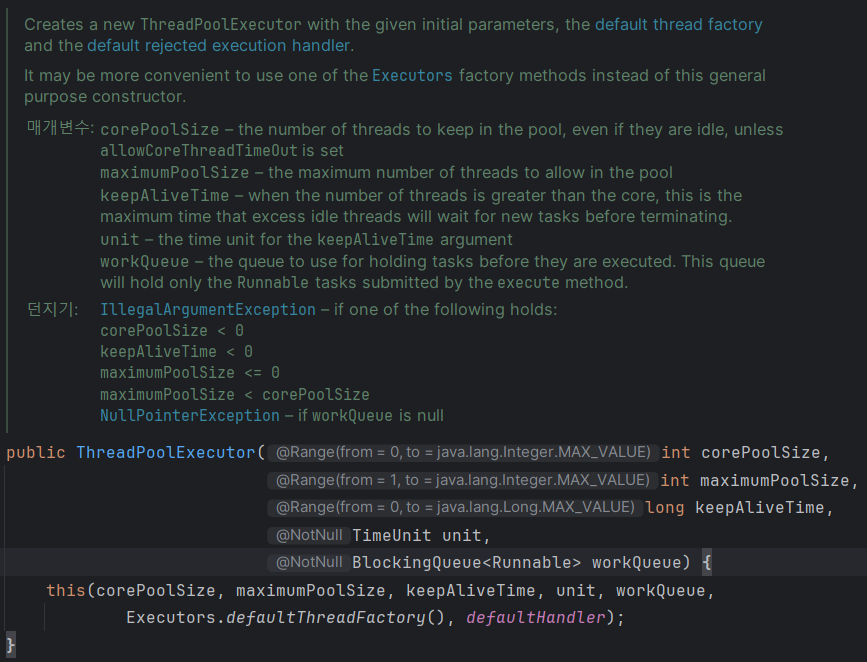 Creates a new ThreadPoolExecutor with the given initial parameters, the default thread factory
and the default rejected execution handler.
It may be more convenient to use one of the Executors factory methods instead of this general
purpose constructor.
매개변수: corePoolSize – the number of threads to keep in the pool, even if they are idle, unless
allowCoreThreadTimeOut is set
maximumPoolSize – the maximum number of threads to allow in the pool
keepAliveTime – when the number of threads is greater than the core, this is the
maximum time that excess idle threads will wait for new tasks before terminating.
unit – the time unit for the keepAliveTime argument
workQueue – the queue to use for holding tasks before they are executed. This queue
will hold only the Runnable tasks submitted by the execute method.
던지기: IllegalArgumentException – if one of the following holds:
corePoolSize < 0
keepAliveTime < 0
maximumPoolSize <= 0
maximumPoolSize < corePoolSize
NullPointerException – if workQueue is null
public ThreadPoolExecutor( @Range(from = 0, to = java.lang.Integer.MAX_VALUE) int corePoolSize,
@Range(from = 1, to = java.lang.Integer.MAX_VALUE) int maximumPoolSize,
@Range(from = 0, to = java.lang.Long.MAX_VALUE) long keepAliveTime,
@NotNull TimeUnit unit,
@NotNull BlockingQueue<Runnable> workQueue) {
this(corePoolSize, maximumPoolSize, keepAliveTime, unit, workQueue,
Executors.defaultThreadFactory(), defaultHandler);
}